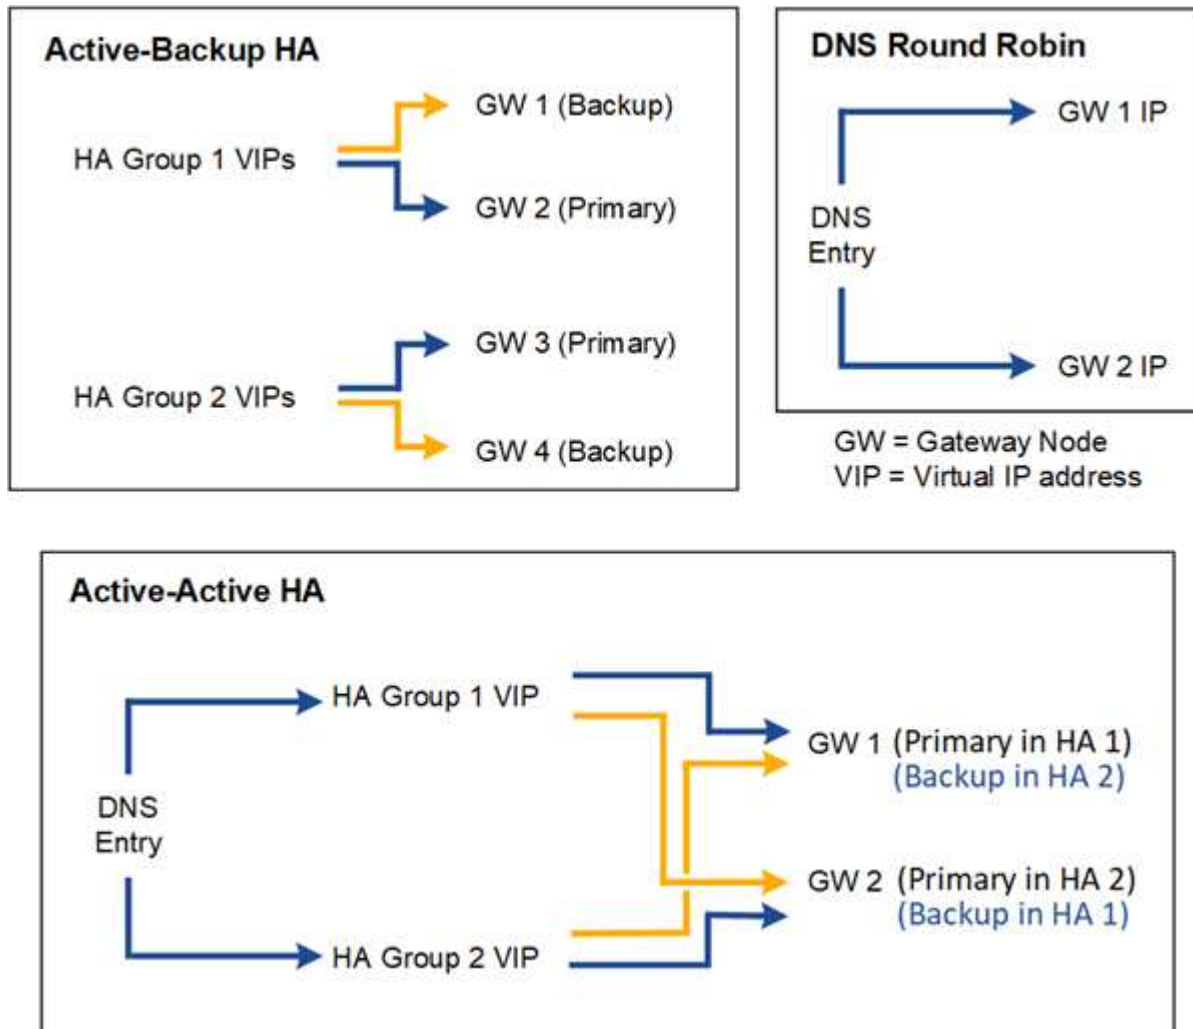 Active-Backup HA
HA Group 1 VIPs
GW 1 (Backup)
GW 2 (Primary)
HA Group 2 VIPs
GW 3 (Primary)
GW 4 (Backup)
DNS Round Robin
GW 1 IP
DNS
Entry
GW 2 IP
GW = Gateway Node
VIP = Virtual IP address
Active-Active HA
HA Group 1 VIP
GW 1 (Primary in HA 1)
(Backup in HA 2)
DNS
Entry
GW 2 (Primary in HA 2)
(Backup in HA 1)
HA Group 2 VIP